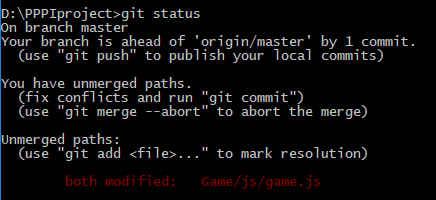 D:\PPPIproject>git status
On branch master
Your branch is ahead of 'origin/master' by 1 commit.
  (use "git push" to publish your local commits)

You have unmerged paths.
  (fix conflicts and run "git commit")
  (use "git merge --abort" to abort the merge)

Unmerged paths:
  (use "git add <file>..." to mark resolution)

        both modified:   Game/js/game.js